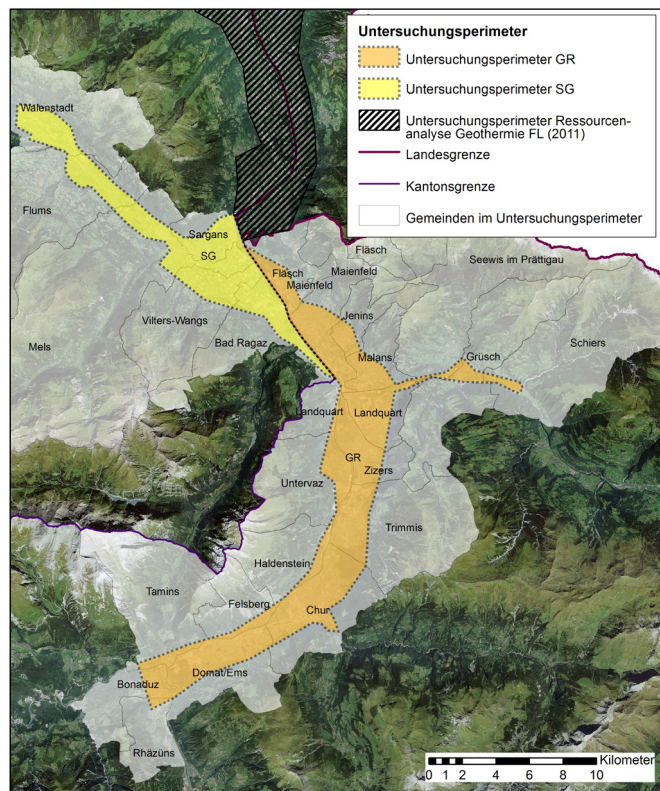 Untersuchungsperimeter
Untersuchungsperimeter GR
Untersuchungsperimeter SG
Untersuchungsperimeter Ressourcen-
analyse Geothermie FL (2011)
Landesgrenze
Kantonsgrenze
Gemeinden im Untersuchungsperimeter
Walenstadt
Flums
Sargans
SG
Fläsch
Maienfeld
Seewis im Prättigau
Fläsch
Maienfeld
Jenins
Vilters-Wangs
Bad Ragaz
Mels
Malans
Grüsch
Schiers
Landquart
Landquart
GR
Zizers
Untervaz
Trimmis
Haldenstein
Tamins
Felsberg
Chur
Domat/Ems
Bonaduz
Rhäzüns
Kilometer
0 1 2 4 6 8 10